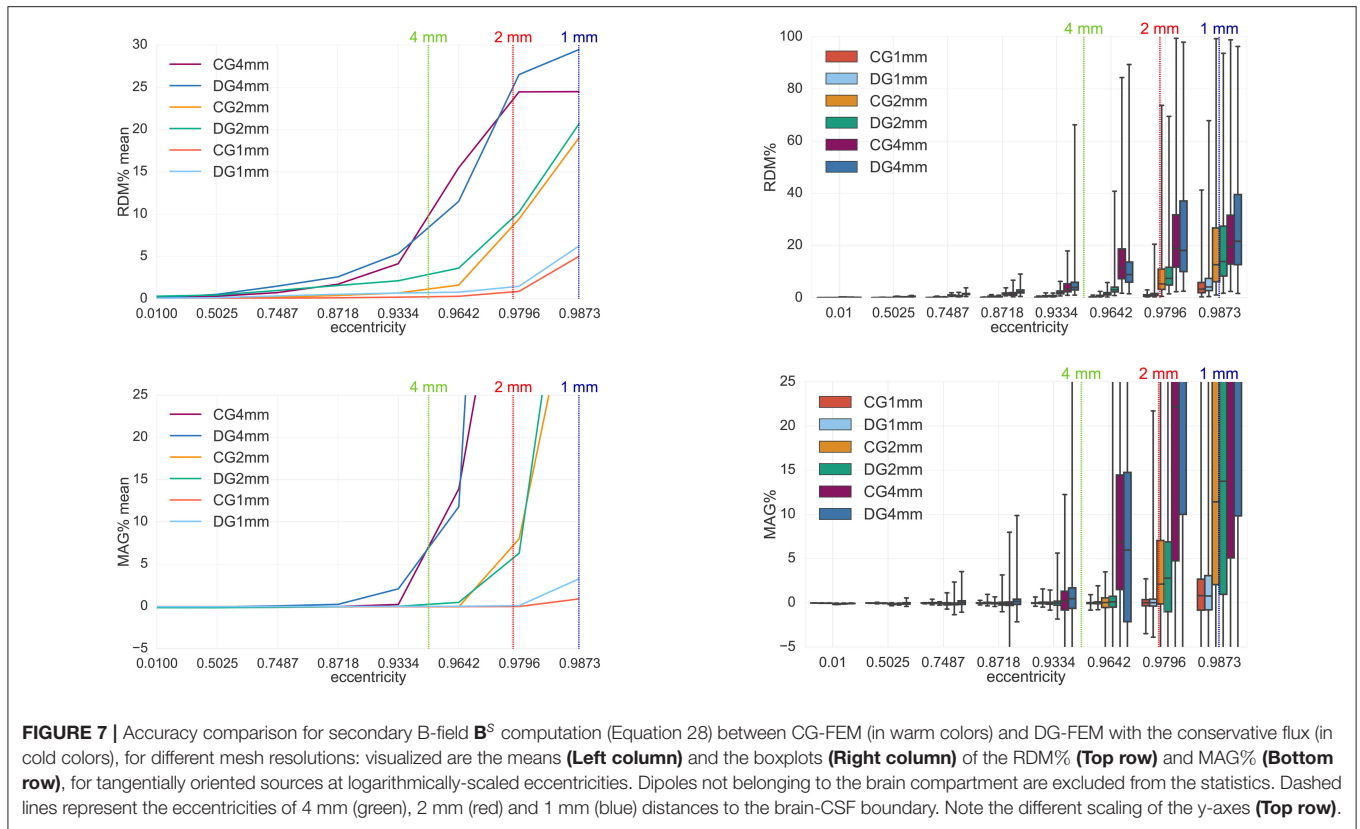 4 mm
2 mm
1 mm
30
25
20
15
10
5
0
RDM% mean
CG4mm
DG4mm
CG2mm
DG2mm
CG1mm
DG1mm
0.0100 0.5025 0.7487 0.8718 0.9334 0.9642 0.9796 0.9873
eccentricity
4 mm
2 mm
1 mm
100
80
60
40
20
0
RDM%
CG1mm
DG1mm
CG2mm
DG2mm
CG4mm
DG4mm
0.01 0.5025 0.7487 0.8718 0.9334 0.9642 0.9796 0.9873
eccentricity
4 mm
2 mm
1 mm
25
20
15
10
5
0
−5
MAG% mean
CG4mm
DG4mm
CG2mm
DG2mm
CG1mm
DG1mm
0.0100 0.5025 0.7487 0.8718 0.9334 0.9642 0.9796 0.9873
eccentricity
4 mm
2 mm
1 mm
25
20
15
10
5
0
−5
MAG%
CG1mm
DG1mm
CG2mm
DG2mm
CG4mm
DG4mm
0.01 0.5025 0.7487 0.8718 0.9334 0.9642 0.9796 0.9873
eccentricity
FIGURE 7 | Accuracy comparison for secondary B-field B^S computation (Equation 28) between CG-FEM (in warm colors) and DG-FEM with the conservative flux (in
cold colors), for different mesh resolutions: visualized are the means (Left column) and the boxplots (Right column) of the RDM% (Top row) and MAG% (Bottom
row), for tangentially oriented sources at logarithmically-scaled eccentricities. Dipoles not belonging to the brain compartment are excluded from the statistics. Dashed
lines represent the eccentricities of 4 mm (green), 2 mm (red) and 1 mm (blue) distances to the brain-CSF boundary. Note the different scaling of the y-axes (Top row).